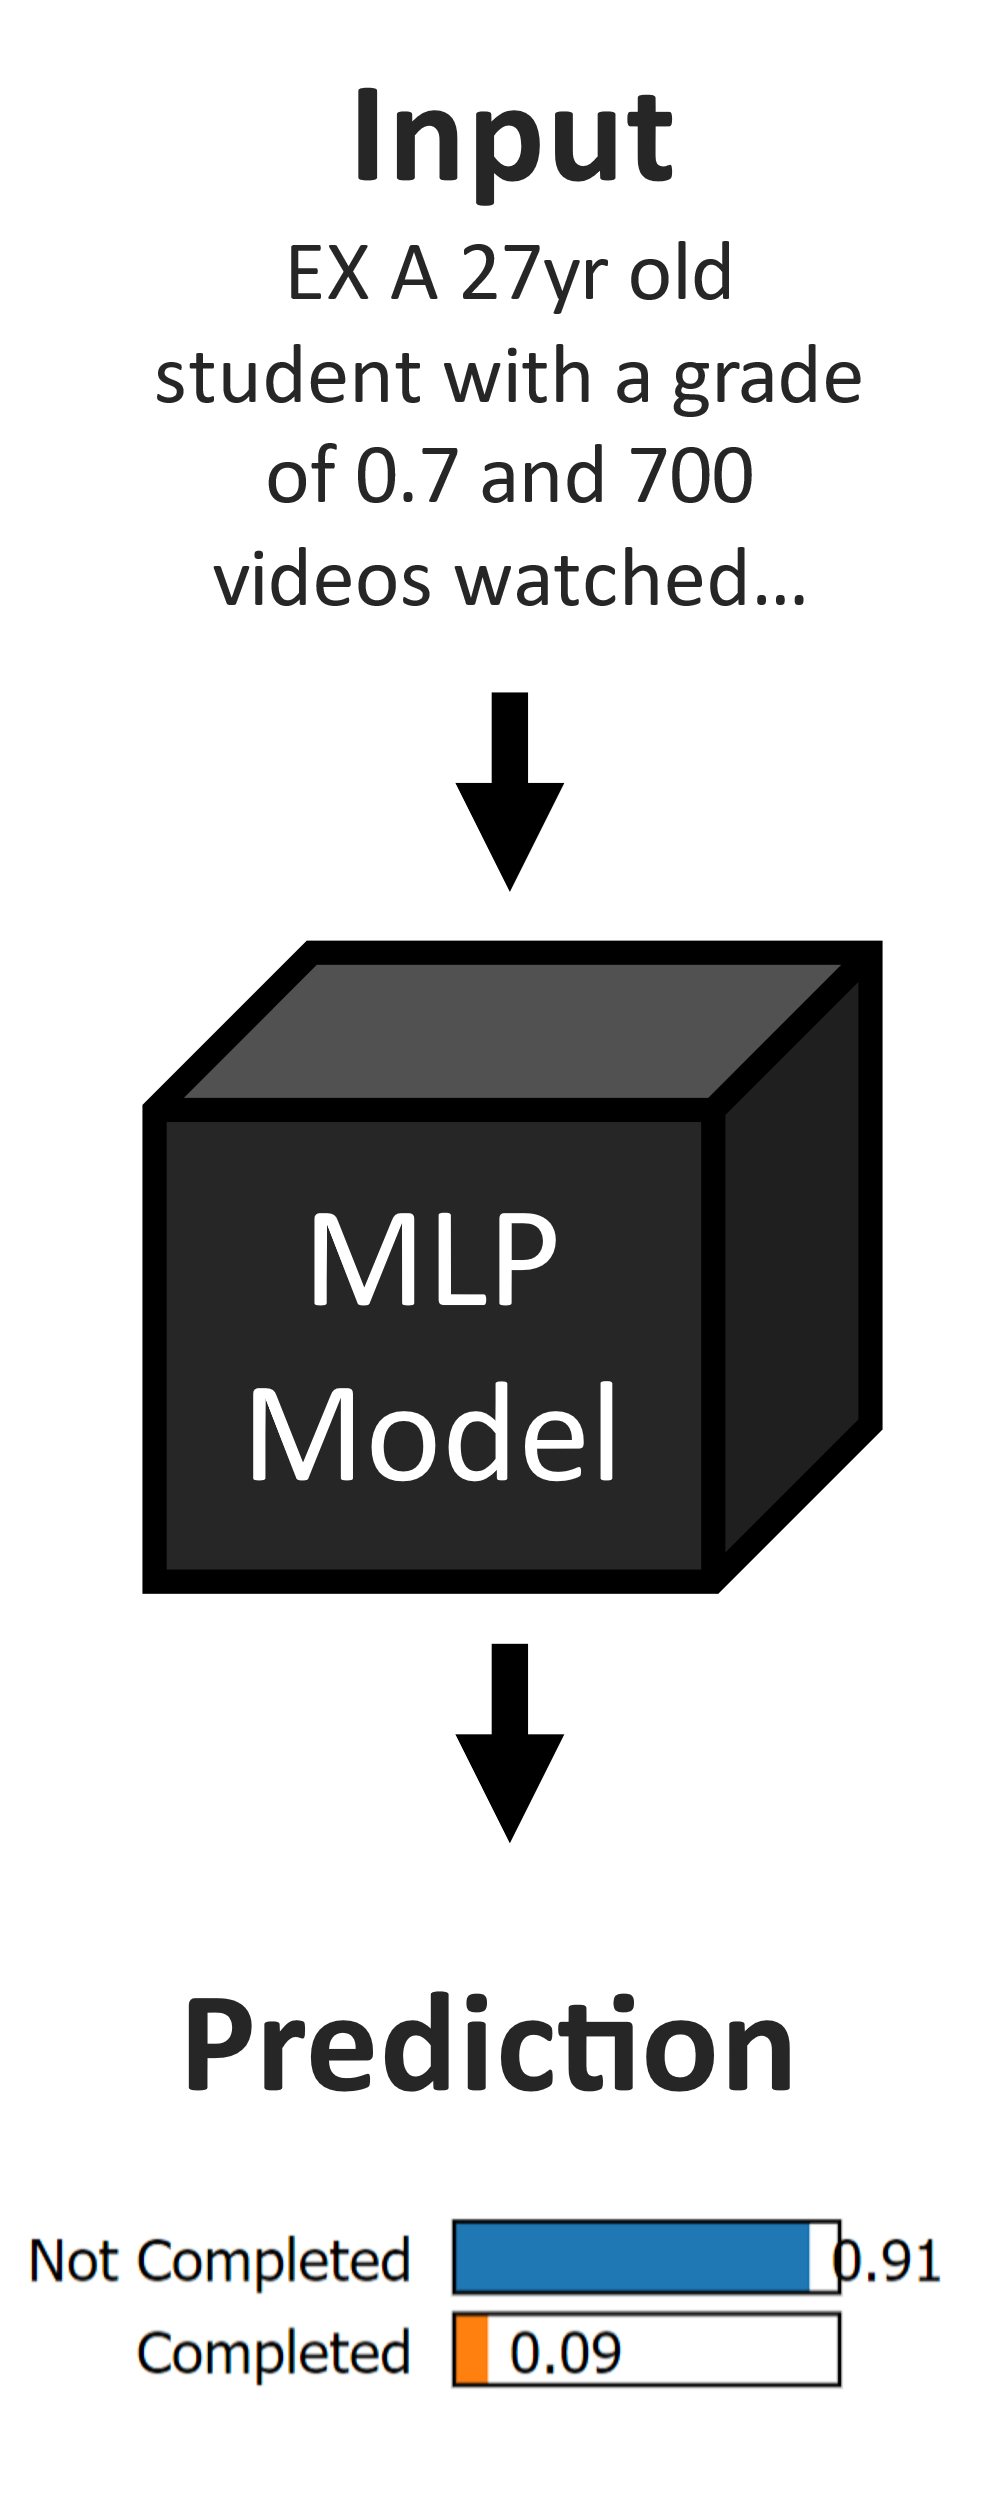 Input
EX A 27yr old
student with a grade
of 0.7 and 700
videos watched...
MLP
Model
Prediction
Not Completed 0.91
Completed 0.09